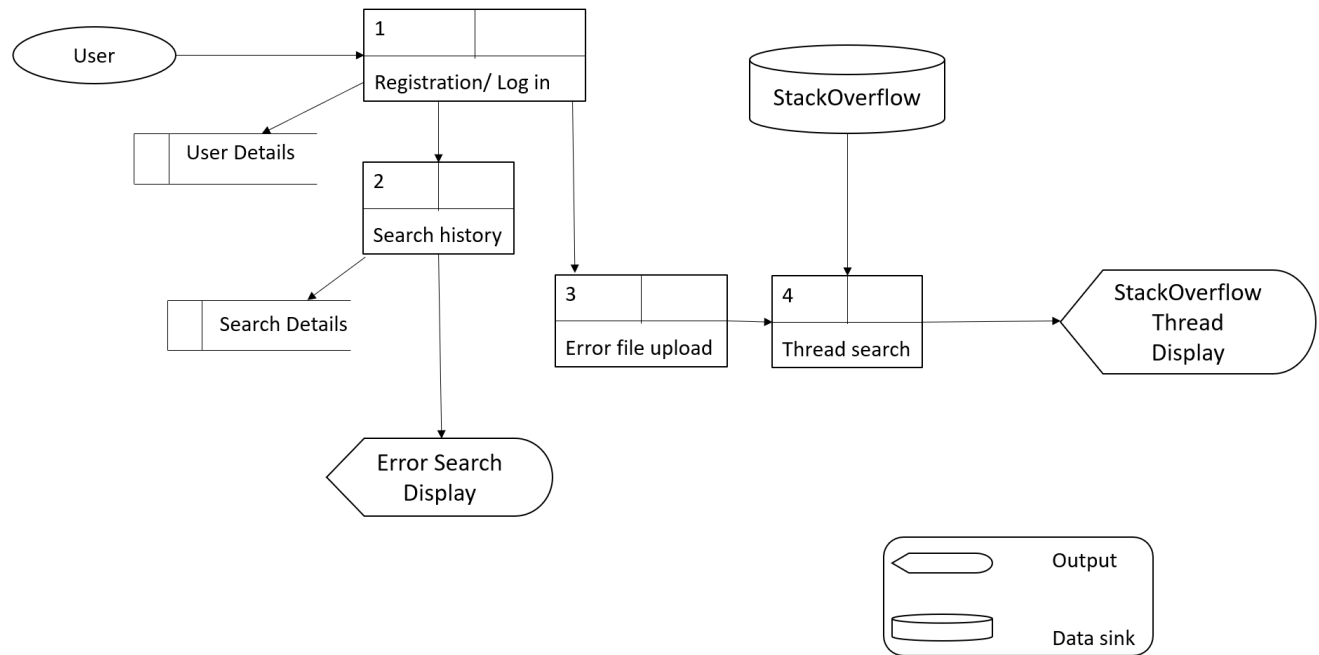 User
1
Registration/ Log in
User Details
StackOverflow
2
Search history
Search Details
3
Error file upload
4
Thread search
StackOverflow
Thread
Display
Error Search
Display
Output
Data sink